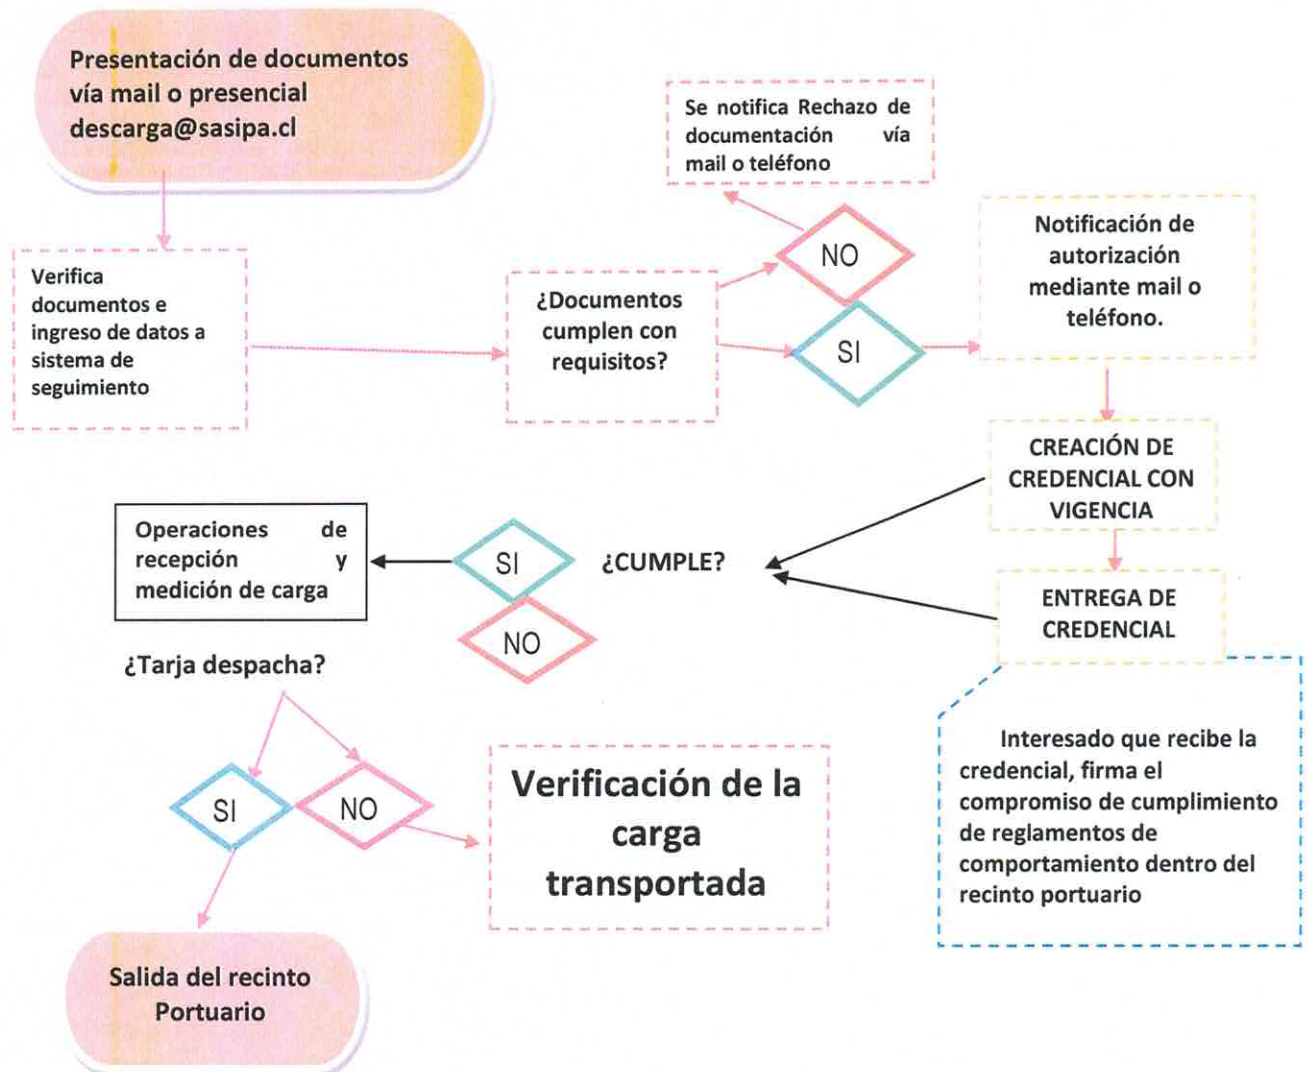 Presentación de documentos
vía mail o presencial
descarga@sasipa.cl
Se notifica Rechazo de
documentación vía
mail o teléfono
Verifica
documentos e
ingreso de datos a
sistema de
seguimiento
¿Documentos
cumplen con
requisitos?
NO
SI
Notificación de
autorización
mediante mail o
teléfono.
CREACIÓN DE
CREDENCIAL CON
VIGENCIA
ENTREGA DE
CREDENCIAL
Interesado que recibe la
credencial, firma el
compromiso de cumplimiento
de reglamentos de
comportamiento dentro del
recinto portuario
¿CUMPLE?
SI
NO
Operaciones de
recepción y
medición de carga
¿Tarja despacha?
SI
NO
Verificación de la
carga
transportada
Salida del recinto
Portuario